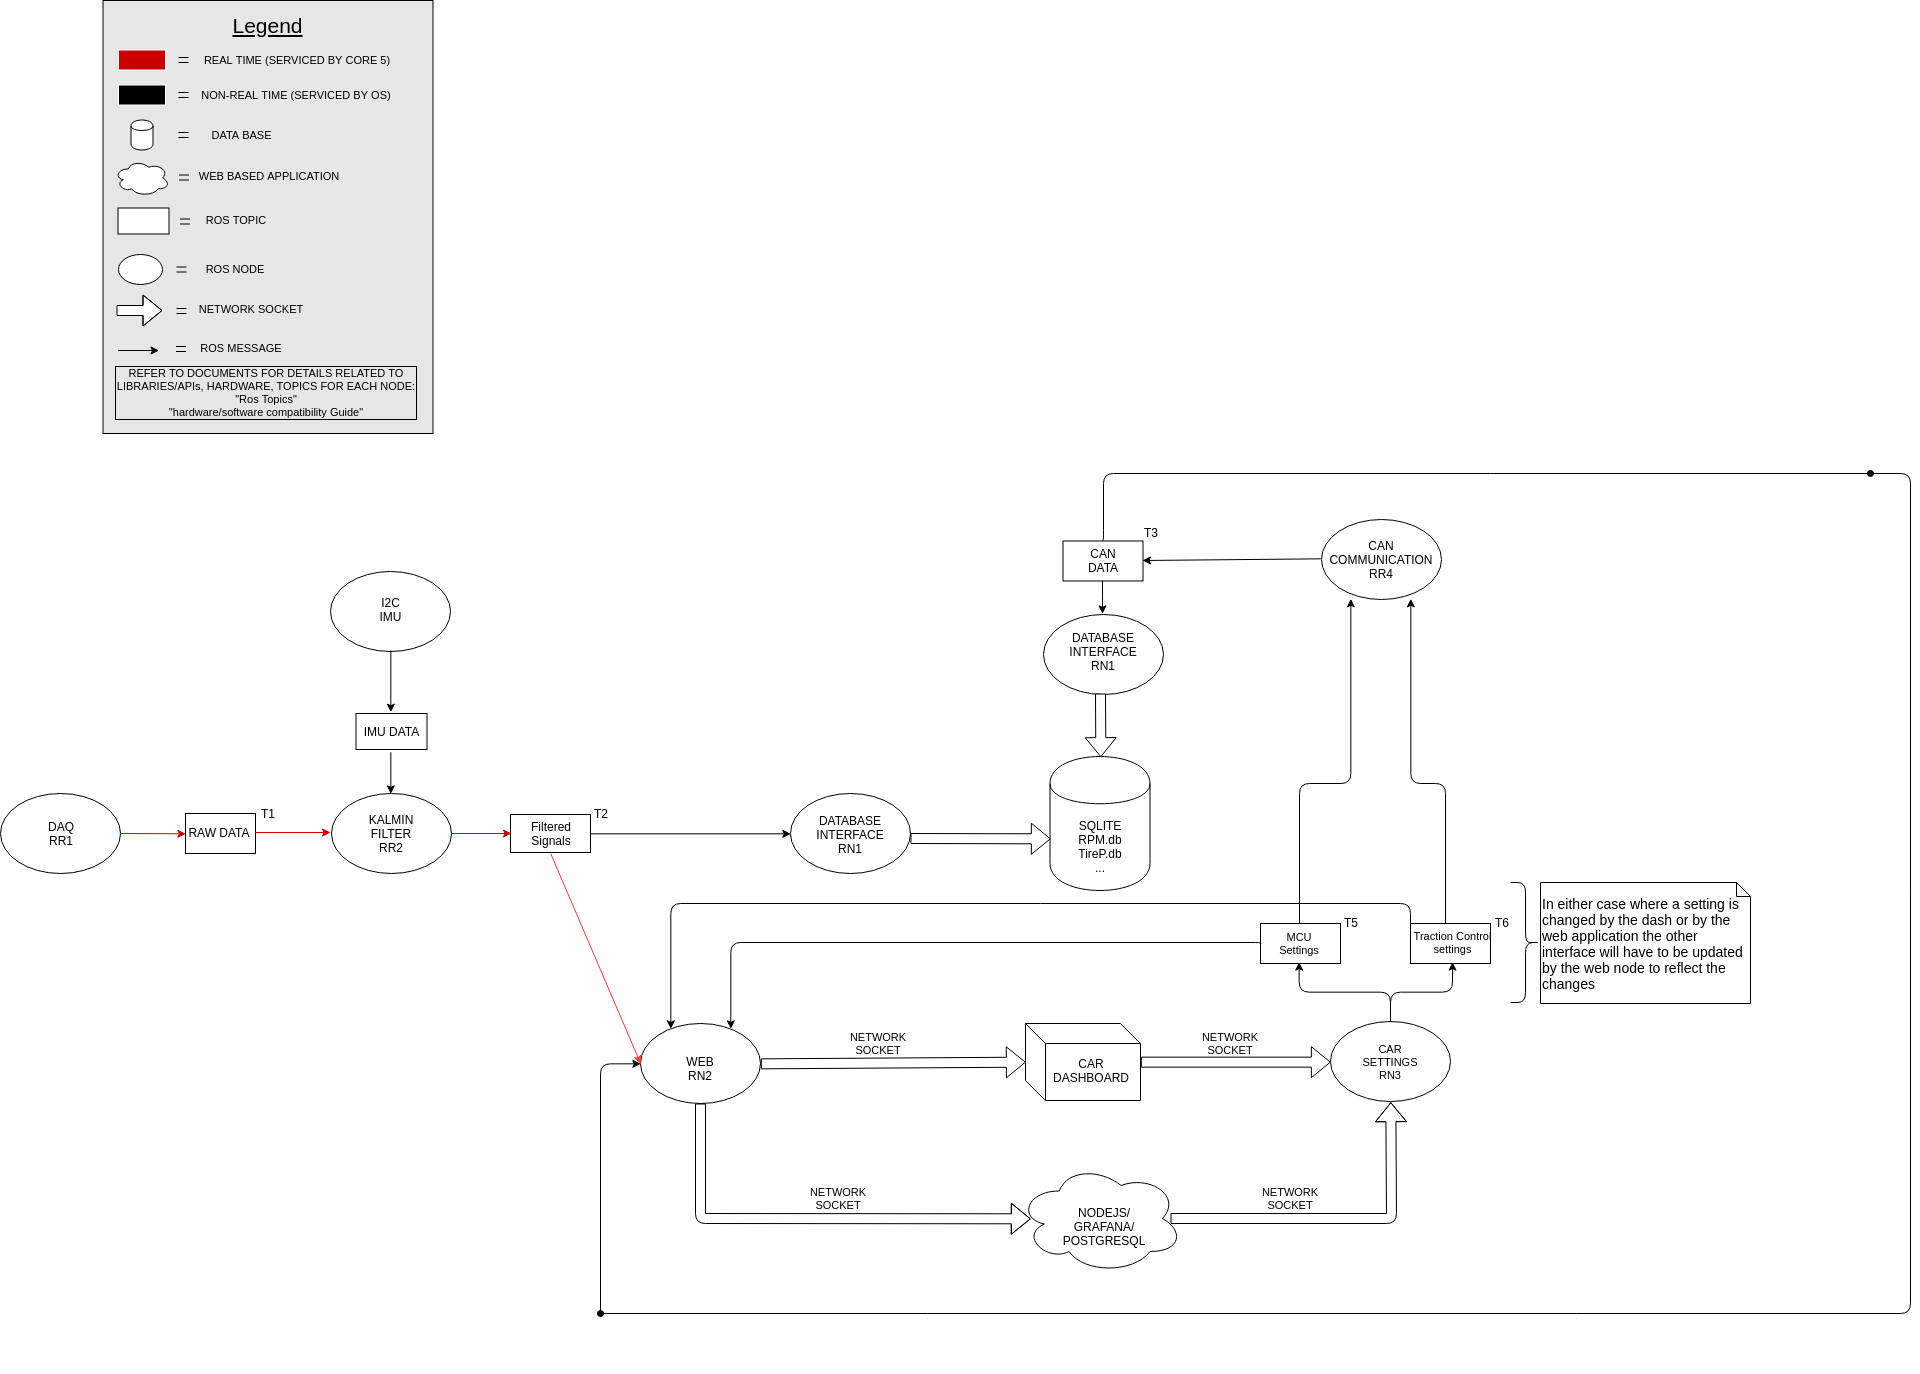 Legend
REAL TIME (SERVICED BY CORE 5)
NON-REAL TIME (SERVICED BY OS)
DATA BASE
WEB BASED APPLICATION
ROS TOPIC
ROS NODE
NETWORK SOCKET
ROS MESSAGE
REFER TO DOCUMENTS FOR DETAILS RELATED TO
LIBRARIES/APIs, HARDWARE, TOPICS FOR EACH NODE:
"Ros Topics"
"hardware/software compatibility Guide"
T3
CAN
DATA
CAN
COMMUNICATION
RR4
I2C
IMU
DATABASE
INTERFACE
RN1
IMU DATA
DAQ
RR1
RAW DATA
T1
KALMIN
FILTER
RR2
Filtered
Signals
T2
DATABASE
INTERFACE
RN1
SQLITE
RPM.db
TireP.db
...
MCU
Settings
T5
Traction Control
settings
T6
In either case where a setting is
changed by the dash or by the
web application the other
interface will have to be updated
by the web node to reflect the
changes
WEB
RN2
NETWORK
SOCKET
CAR
DASHBOARD
NETWORK
SOCKET
CAR
SETTINGS
RN3
NETWORK
SOCKET
NODEJS/
GRAFANA/
POSTGRESQL
NETWORK
SOCKET